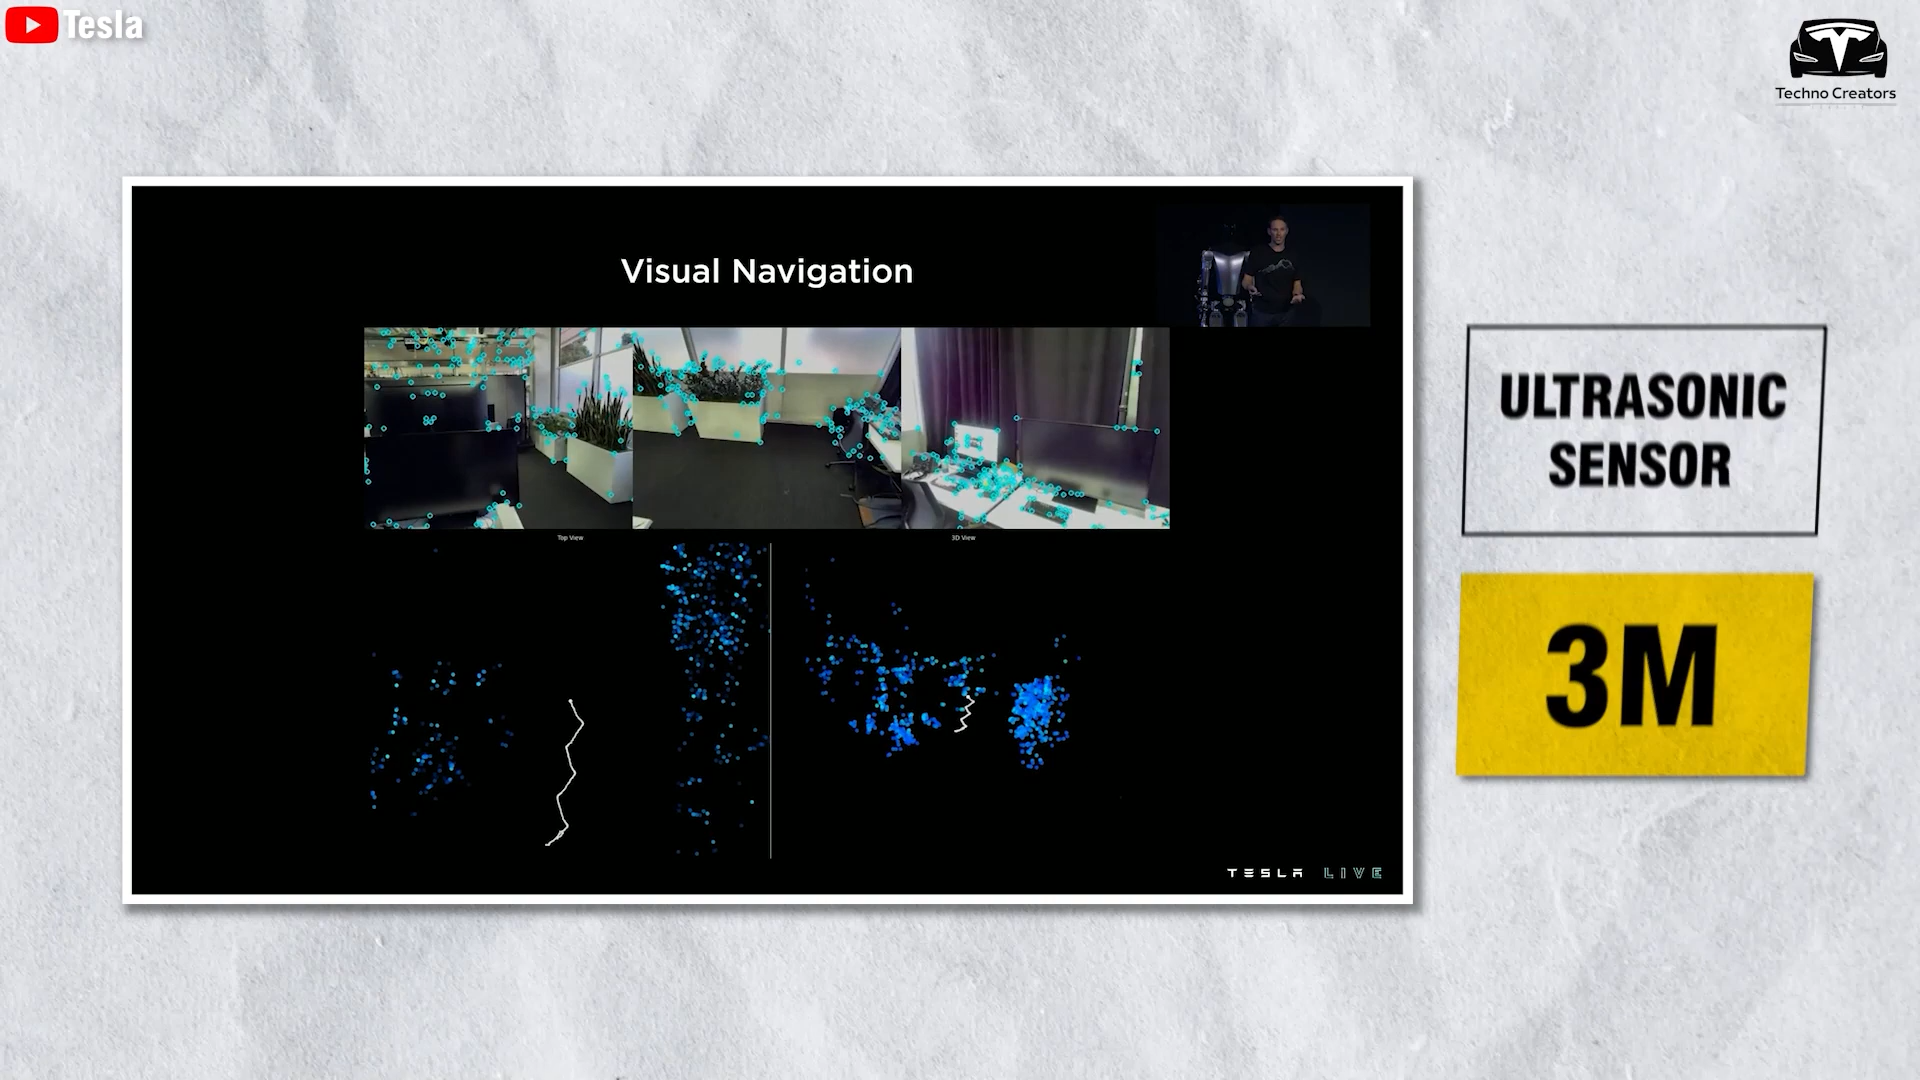 Tesla
Techno Creators
Visual Navigation
Top View
3D View
TESLA LIVE
ULTRASONIC
SENSOR
3M